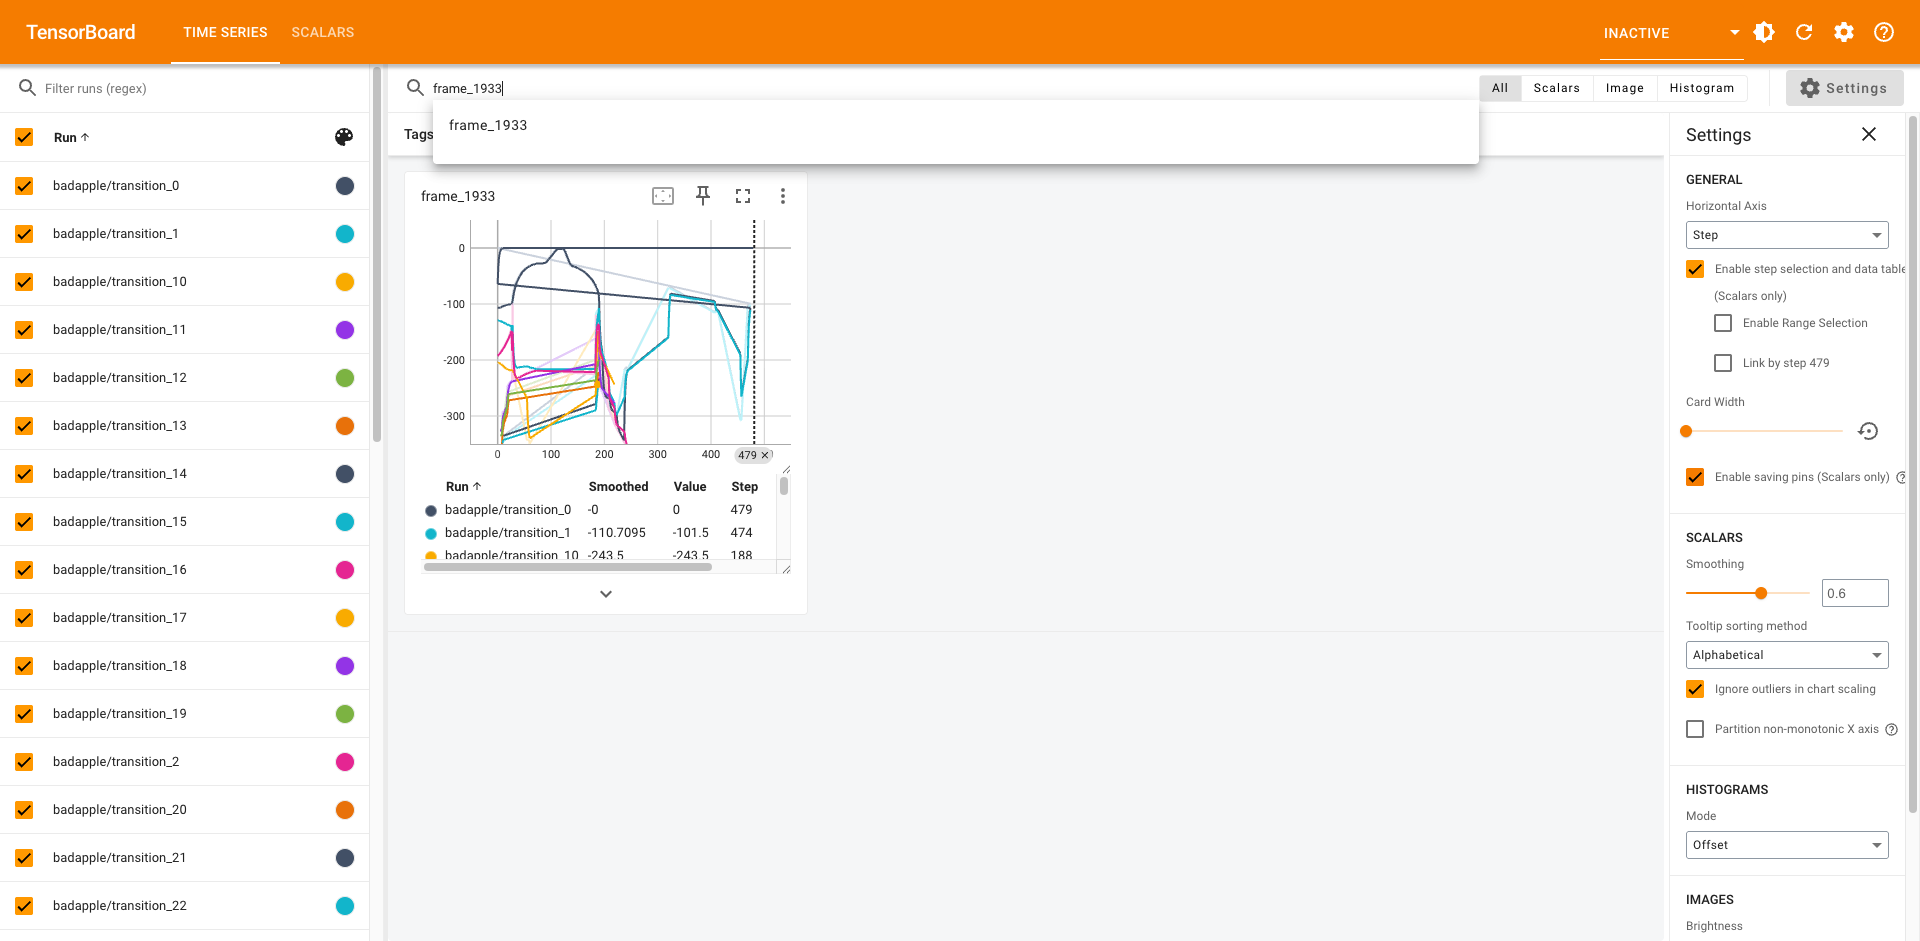 TensorBoard
TIME SERIES
SCALARS
INACTIVE
Filter runs (regex)
Run
badapple/transition_0
badapple/transition_1
badapple/transition_10
badapple/transition_11
badapple/transition_12
badapple/transition_13
badapple/transition_14
badapple/transition_15
badapple/transition_16
badapple/transition_17
badapple/transition_18
badapple/transition_19
badapple/transition_2
badapple/transition_20
badapple/transition_21
badapple/transition_22
frame_1933
frame_1933
All
Scalars
Image
Histogram
Settings
Tags
frame_1933
0
-100
-200
-300
0 100 200 300 400 479
Run Smoothed Value Step
badapple/transition_0 -0 0 479
badapple/transition_1 -110.7095 -101.5 474
badapple/transition_10 -243.5 -243.5 188
Settings
GENERAL
Horizontal Axis
Step
Enable step selection and data table
(Scalars only)
Enable Range Selection
Link by step 479
Card Width
Enable saving pins (Scalars only)
SCALARS
Smoothing
0.6
Tooltip sorting method
Alphabetical
Ignore outliers in chart scaling
Partition non-monotonic X axis
HISTOGRAMS
Mode
Offset
IMAGES
Brightness